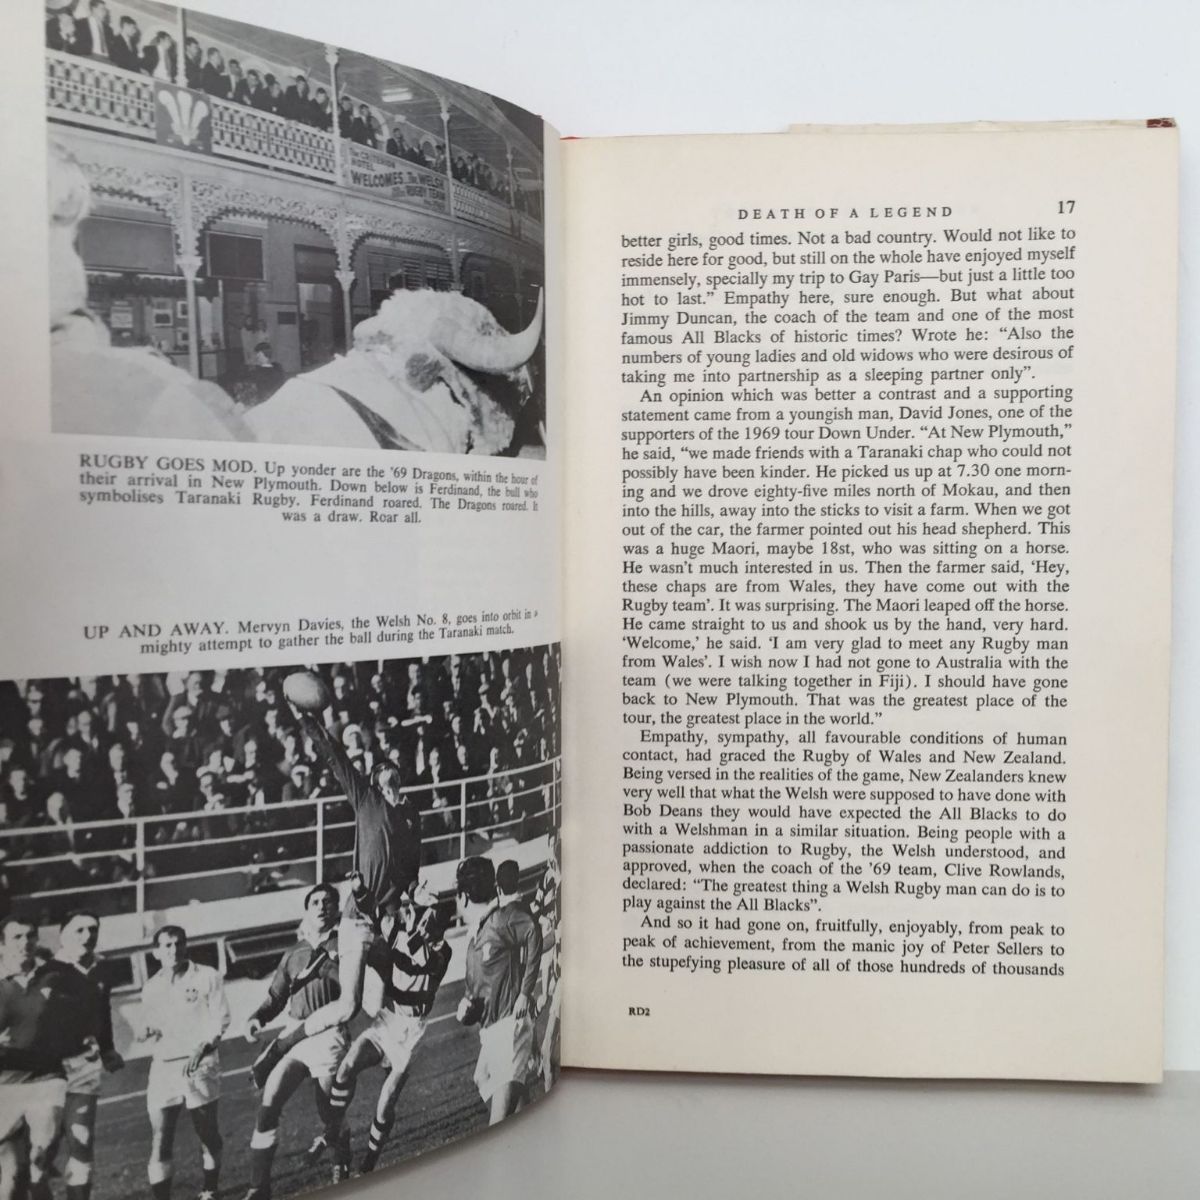 The CRITERION
HOTEL
WELCOMES The WELSH
RUGBY TEAM
RUGBY GOES MOD. Up yonder are the '69 Dragons, within the hour of
their arrival in New Plymouth. Down below is Ferdinand, the bull who
symbolises Taranaki Rugby. Ferdinand roared. The Dragons roared. It
was a draw. Roar all.
UP AND AWAY. Mervyn Davies, the Welsh No. 8, goes into orbit in a
mighty attempt to gather the ball during the Taranaki match.
DEATH OF A LEGEND 17
better girls, good times. Not a bad country. Would not like to
reside here for good, but still on the whole have enjoyed myself
immensely, specially my trip to Gay Paris—but just a little too
hot to last.” Empathy here, sure enough. But what about
Jimmy Duncan, the coach of the team and one of the most
famous All Blacks of historic times? Wrote he: “Also the
numbers of young ladies and old widows who were desirous of
taking me into partnership as a sleeping partner only”.
An opinion which was better a contrast and a supporting
statement came from a youngish man, David Jones, one of the
supporters of the 1969 tour Down Under. “At New Plymouth,”
he said, “we made friends with a Taranaki chap who could not
possibly have been kinder. He picked us up at 7.30 one morn-
ing and we drove eighty-five miles north of Mokau, and then
into the hills, away into the sticks to visit a farm. When we got
out of the car, the farmer pointed out his head shepherd. This
was a huge Maori, maybe 18st, who was sitting on a horse.
He wasn't much interested in us. Then the farmer said, ‘Hey,
these chaps are from Wales, they have come out with the
Rugby team’. It was surprising. The Maori leaped off the horse.
He came straight to us and shook us by the hand, very hard.
‘Welcome,’ he said. ‘I am very glad to meet any Rugby man
from Wales’. I wish now I had not gone to Australia with the
team (we were talking together in Fiji). I should have gone
back to New Plymouth. That was the greatest place of the
tour, the greatest place in the world.”
Empathy, sympathy, all favourable conditions of human
contact, had graced the Rugby of Wales and New Zealand.
Being versed in the realities of the game, New Zealanders knew
very well that what the Welsh were supposed to have done with
Bob Deans they would have expected the All Blacks to do
with a Welshman in a similar situation. Being people with a
passionate addiction to Rugby, the Welsh understood, and
approved, when the coach of the '69 team, Clive Rowlands,
declared: “The greatest thing a Welsh Rugby man can do is to
play against the All Blacks”.
And so it had gone on, fruitfully, enjoyably, from peak to
peak of achievement, from the manic joy of Peter Sellers to
the stupefying pleasure of all of those hundreds of thousands
RD2